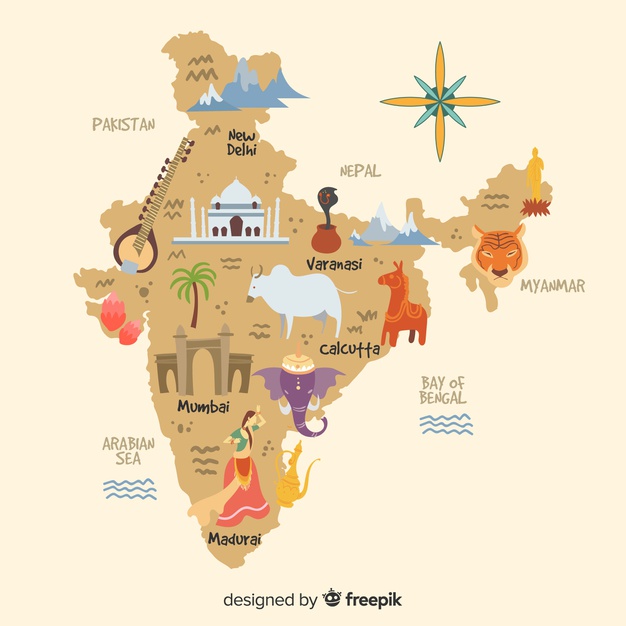 PAKISTAN
New
Delhi
NEPAL
Varanasi
MYANMAR
Calcutta
BAY OF
BENGAL
Mumbai
ARABIAN
SEA
Madurai
designed by freepik